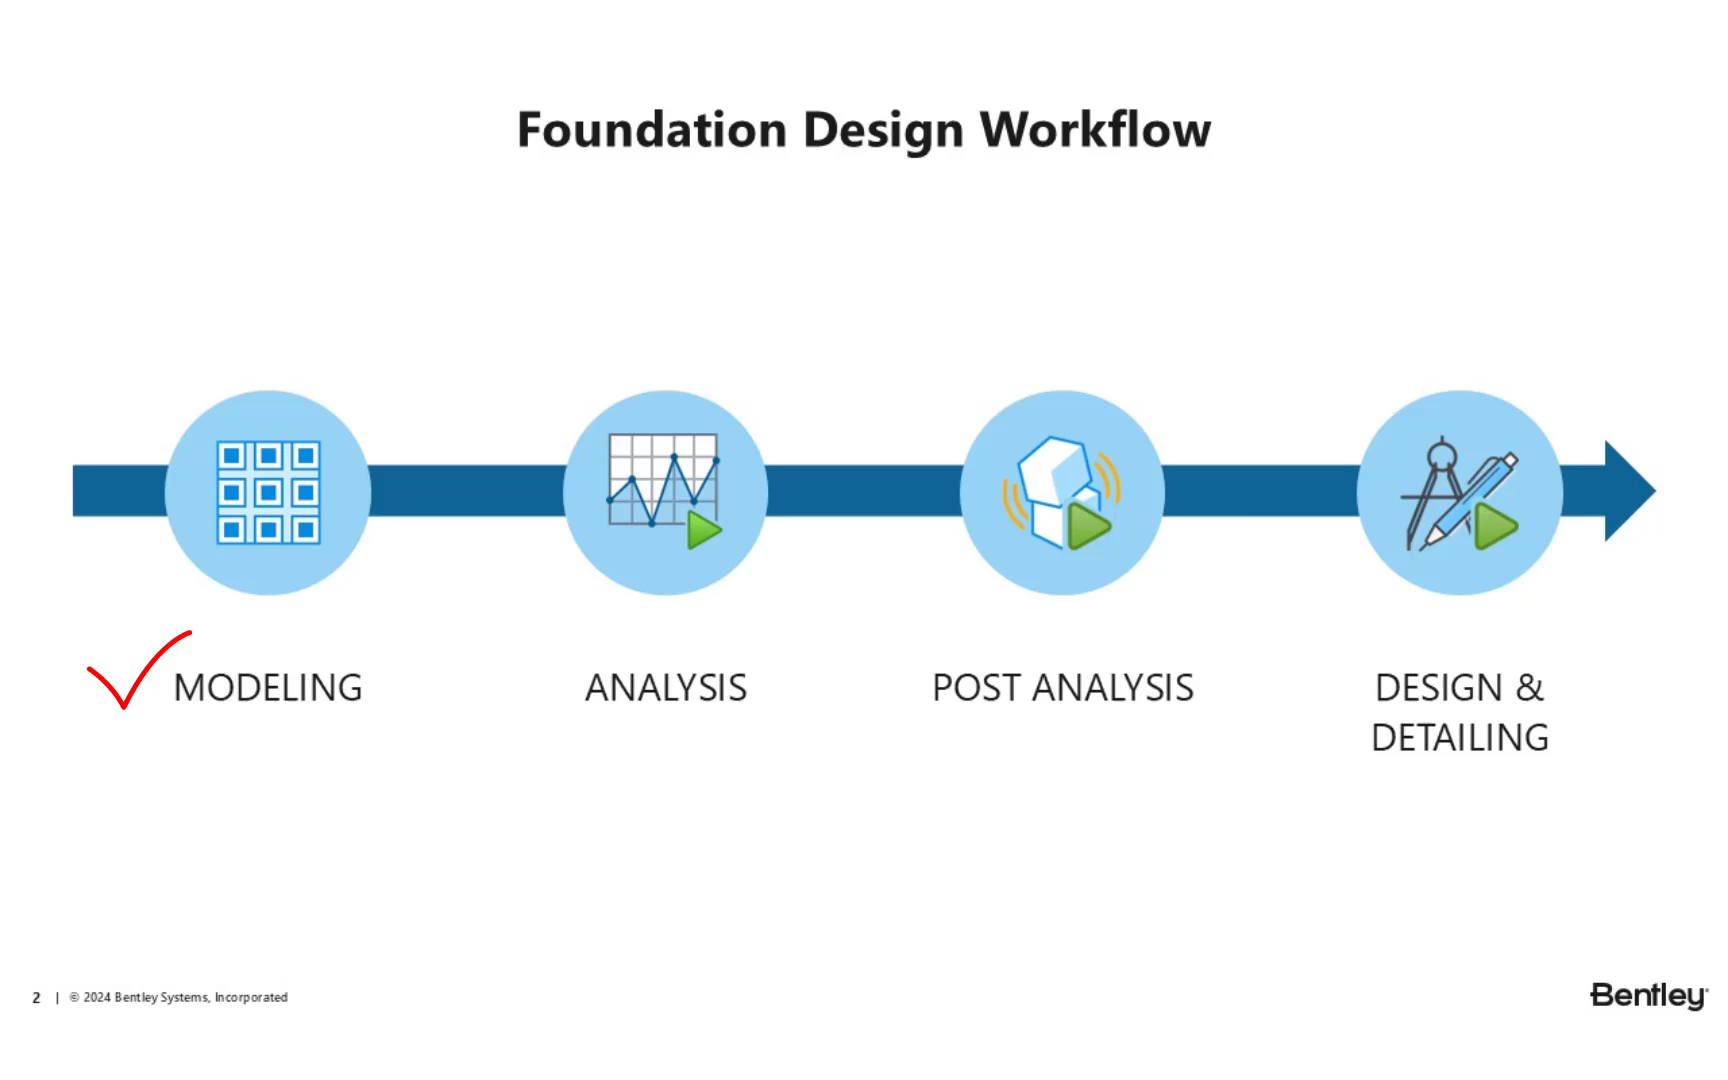 Foundation Design Workflow
MODELING
ANALYSIS
POST ANALYSIS
DESIGN &
DETAILING
2 | © 2024 Bentley Systems, Incorporated
Bentley